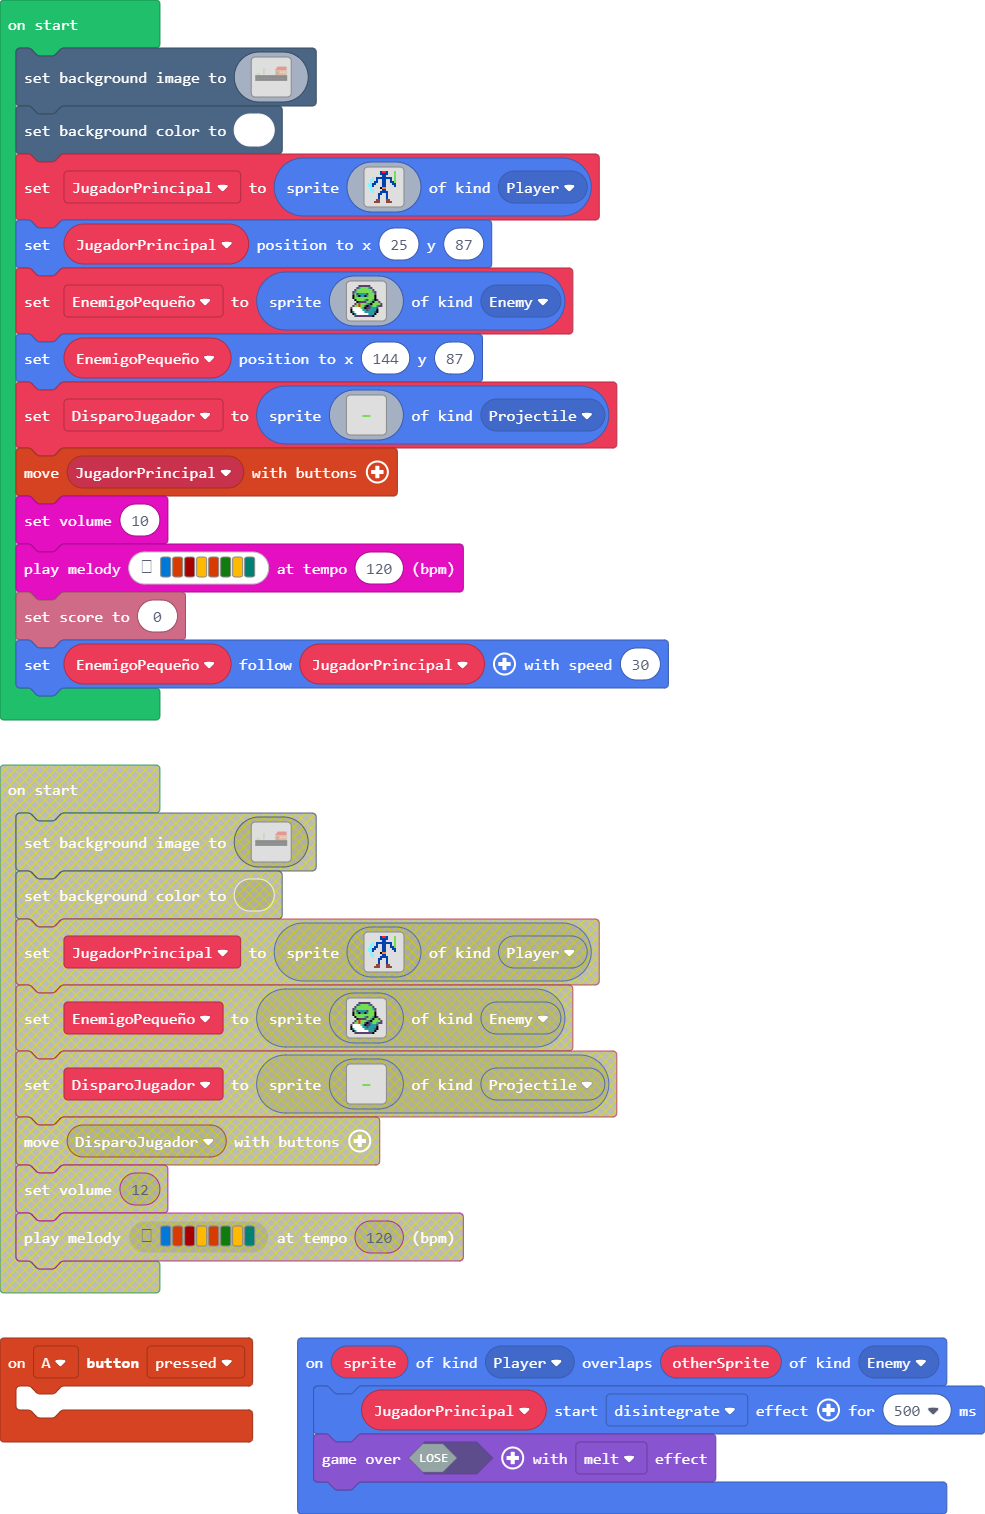 on start
set background image to
set background color to
set JugadorPrincipal to sprite of kind Player
set JugadorPrincipal position to x 25 y 87
set EnemigoPequeño to sprite of kind Enemy
set EnemigoPequeño position to x 144 y 87
set DisparoJugador to sprite of kind Projectile
move JugadorPrincipal with buttons
set volume 10
play melody at tempo 120 (bpm)
set score to 0
set EnemigoPequeño follow JugadorPrincipal with speed 30
on start
set background image to
set background color to
set JugadorPrincipal to sprite of kind Player
set EnemigoPequeño to sprite of kind Enemy
set DisparoJugador to sprite of kind Projectile
move DisparoJugador with buttons
set volume 12
play melody at tempo 120 (bpm)
on A button pressed
on sprite of kind Player overlaps otherSprite of kind Enemy
JugadorPrincipal start disintegrate effect for 500 ms
game over LOSE with melt effect